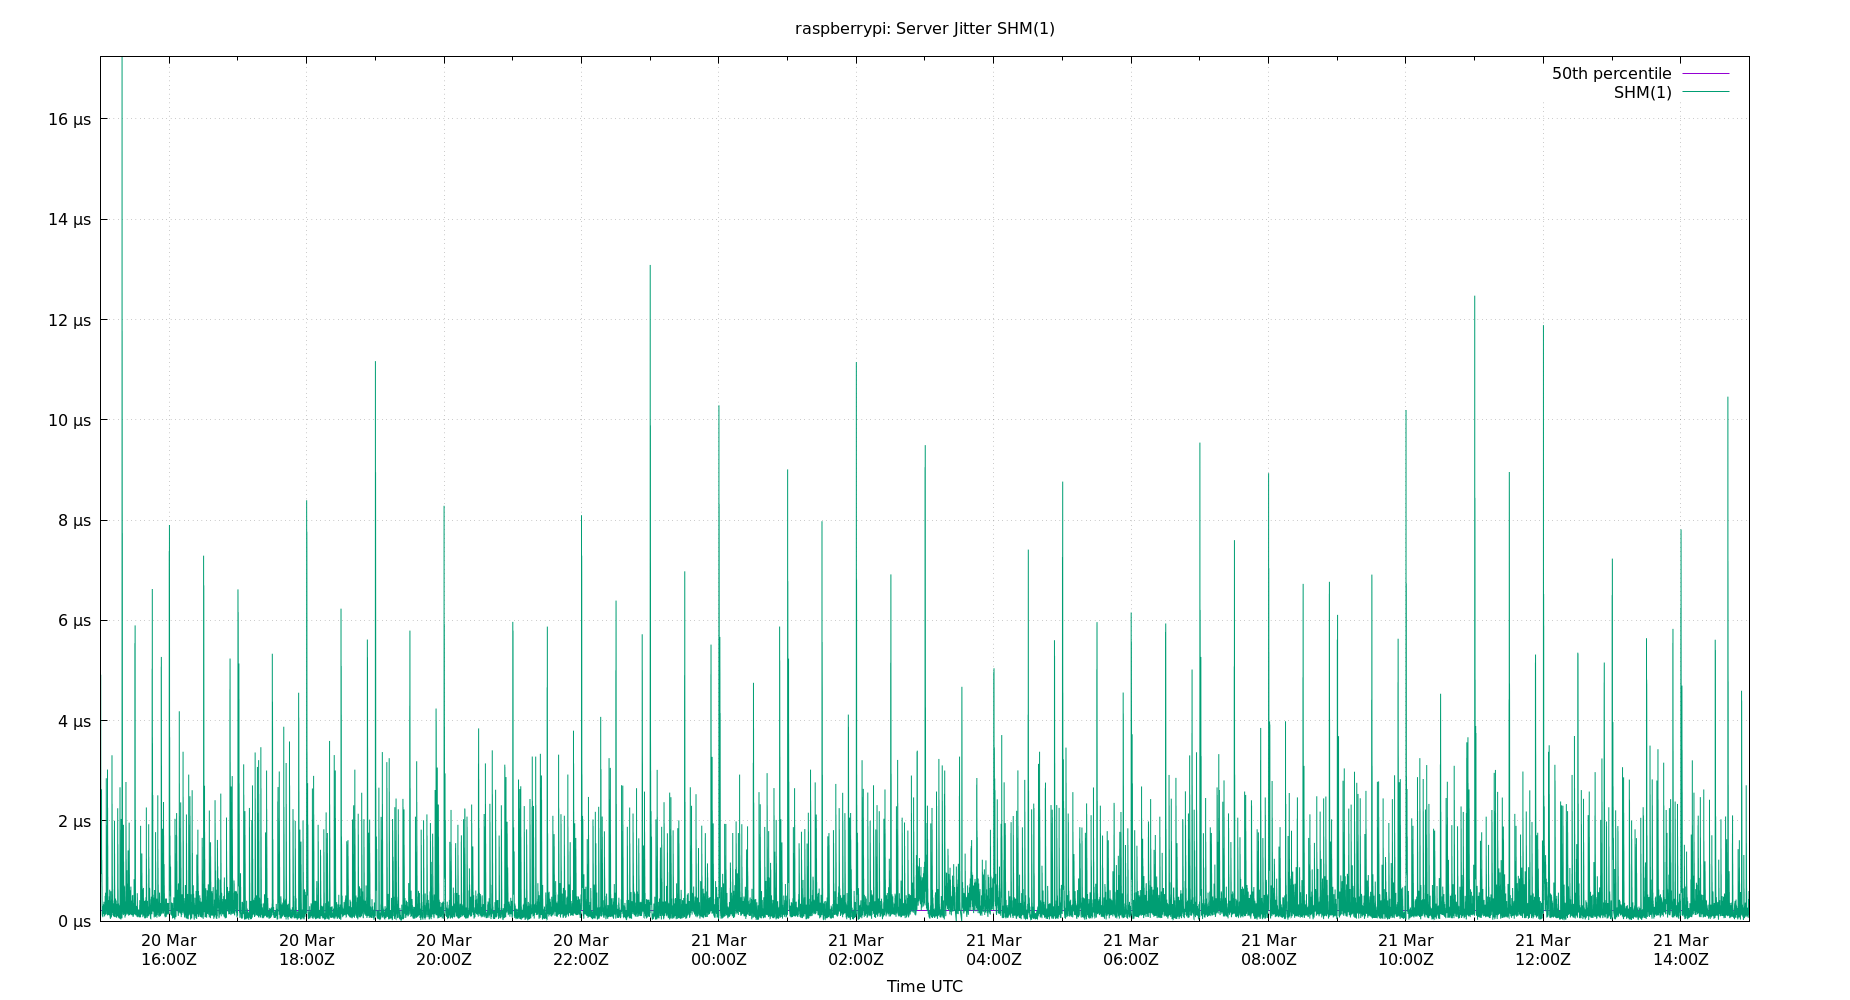 raspberrypi: Server Jitter SHM(1)
50th percentile
SHM(1)
16 µs
14 µs
12 µs
10 µs
8 µs
6 µs
4 µs
2 µs
0 µs
20 Mar 20 Mar 20 Mar 20 Mar 21 Mar 21 Mar 21 Mar 21 Mar 21 Mar 21 Mar 21 Mar 21 Mar
16:00Z 18:00Z 20:00Z 22:00Z 00:00Z 02:00Z 04:00Z 06:00Z 08:00Z 10:00Z 12:00Z 14:00Z
Time UTC